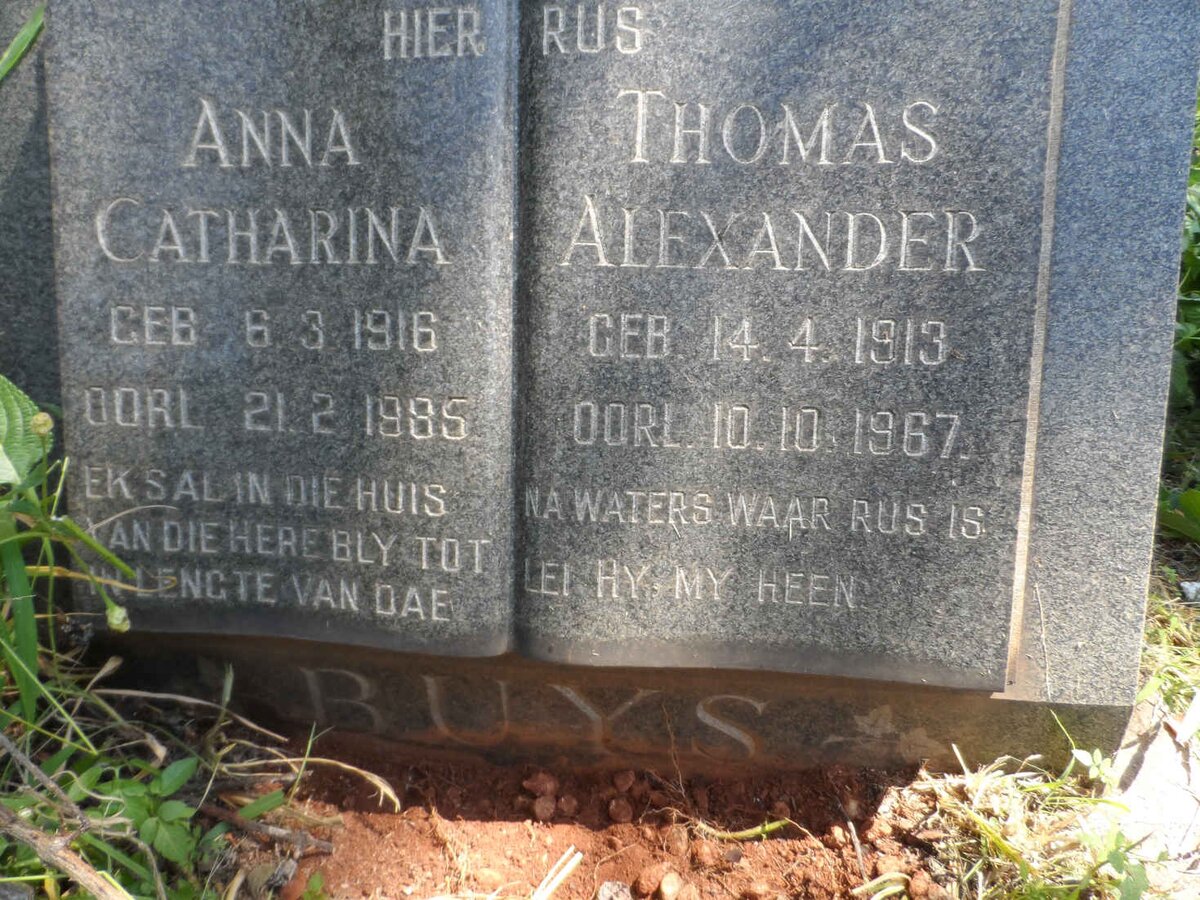 HIER RUS
ANNA
CATHARINA
GEB 6.3.1916
OORL 21.2.1985
EK SAL IN DIE HUIS
VAN DIE HERE BLY TOT
LENGTE VAN DAE
THOMAS
ALEXANDER
GEB. 14.4.1913
OORL. 10.10.1967.
NA WATERS WAAR RUS IS
LEI HY MY HEEN
BUYS